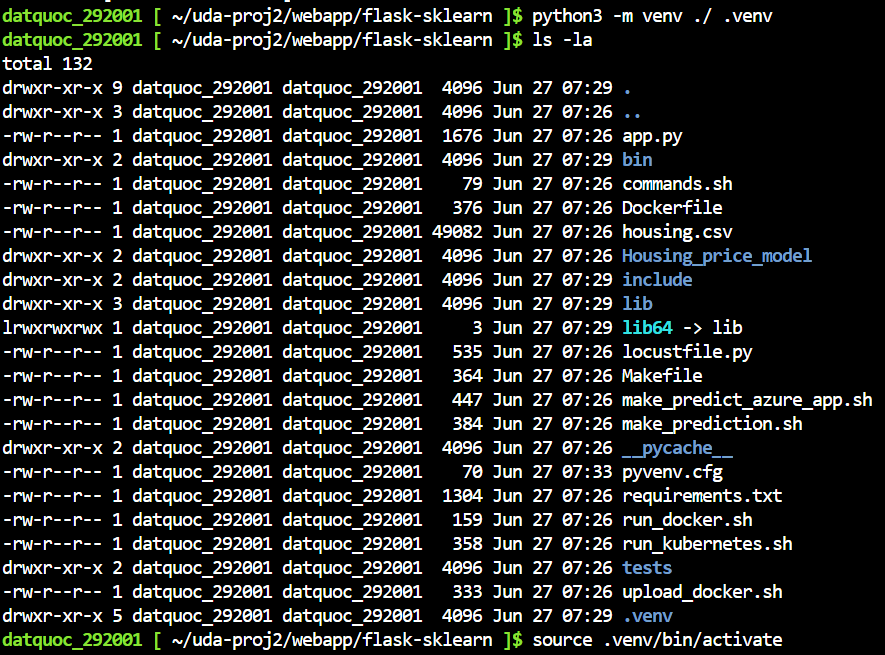 datquoc_292001 [ ~/uda-proj2/webapp/flask-sklearn ]$ python3 -m venv ./ .venv
datquoc_292001 [ ~/uda-proj2/webapp/flask-sklearn ]$ ls -la
total 132
drwxr-xr-x 9 datquoc_292001 datquoc_292001  4096 Jun 27 07:29 .
drwxr-xr-x 3 datquoc_292001 datquoc_292001  4096 Jun 27 07:26 ..
-rw-r--r-- 1 datquoc_292001 datquoc_292001  1676 Jun 27 07:26 app.py
drwxr-xr-x 2 datquoc_292001 datquoc_292001  4096 Jun 27 07:29 bin
-rw-r--r-- 1 datquoc_292001 datquoc_292001    79 Jun 27 07:26 commands.sh
-rw-r--r-- 1 datquoc_292001 datquoc_292001   376 Jun 27 07:26 Dockerfile
-rw-r--r-- 1 datquoc_292001 datquoc_292001 49082 Jun 27 07:26 housing.csv
drwxr-xr-x 2 datquoc_292001 datquoc_292001  4096 Jun 27 07:26 Housing_price_model
drwxr-xr-x 2 datquoc_292001 datquoc_292001  4096 Jun 27 07:29 include
drwxr-xr-x 3 datquoc_292001 datquoc_292001  4096 Jun 27 07:29 lib
lrwxrwxrwx 1 datquoc_292001 datquoc_292001     3 Jun 27 07:29 lib64 -> lib
-rw-r--r-- 1 datquoc_292001 datquoc_292001   535 Jun 27 07:26 locustfile.py
-rw-r--r-- 1 datquoc_292001 datquoc_292001   364 Jun 27 07:26 Makefile
-rw-r--r-- 1 datquoc_292001 datquoc_292001   447 Jun 27 07:26 make_predict_azure_app.sh
-rw-r--r-- 1 datquoc_292001 datquoc_292001   384 Jun 27 07:26 make_prediction.sh
drwxr-xr-x 2 datquoc_292001 datquoc_292001  4096 Jun 27 07:26 __pycache__
-rw-r--r-- 1 datquoc_292001 datquoc_292001    70 Jun 27 07:33 pyvenv.cfg
-rw-r--r-- 1 datquoc_292001 datquoc_292001  1304 Jun 27 07:26 requirements.txt
-rw-r--r-- 1 datquoc_292001 datquoc_292001   159 Jun 27 07:26 run_docker.sh
-rw-r--r-- 1 datquoc_292001 datquoc_292001   358 Jun 27 07:26 run_kubernetes.sh
drwxr-xr-x 2 datquoc_292001 datquoc_292001  4096 Jun 27 07:26 tests
-rw-r--r-- 1 datquoc_292001 datquoc_292001   333 Jun 27 07:26 upload_docker.sh
drwxr-xr-x 5 datquoc_292001 datquoc_292001  4096 Jun 27 07:29 .venv
datquoc_292001 [ ~/uda-proj2/webapp/flask-sklearn ]$ source .venv/bin/activate